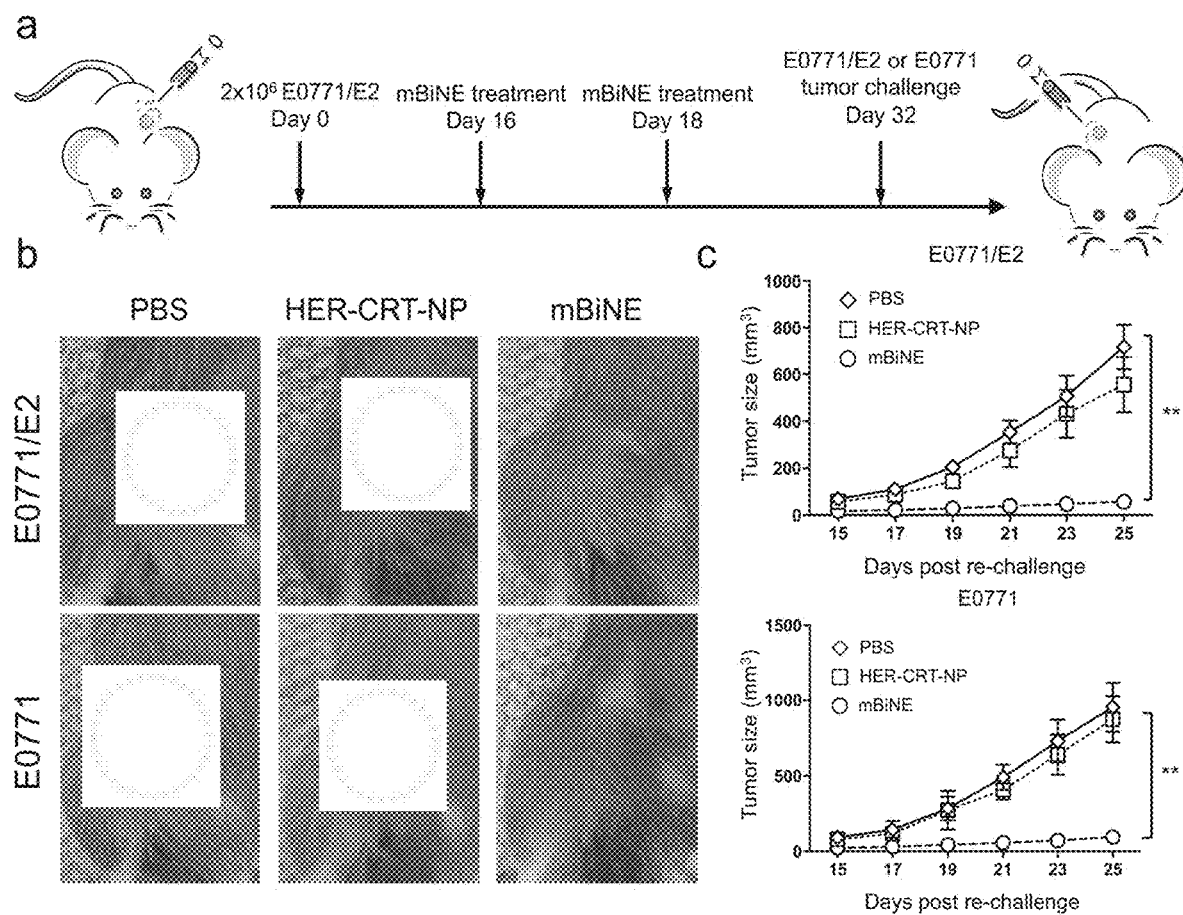 a
2x10⁶ E0771/E2
Day 0
mBiNE treatment
Day 16
mBiNE treatment
Day 18
E0771/E2 or E0771
tumor challenge
Day 32
b
PBS
HER-CRT-NP
mBiNE
E0771/E2
E0771
c
E0771/E2
Tumor size (mm³)
1000
800
600
400
200
0
PBS
HER-CRT-NP
mBiNE
**
15 17 19 21 23 25
Days post re-challenge
E0771
Tumor size (mm³)
1500
1000
500
0
PBS
HER-CRT-NP
mBiNE
**
15 17 19 21 23 25
Days post re-challenge